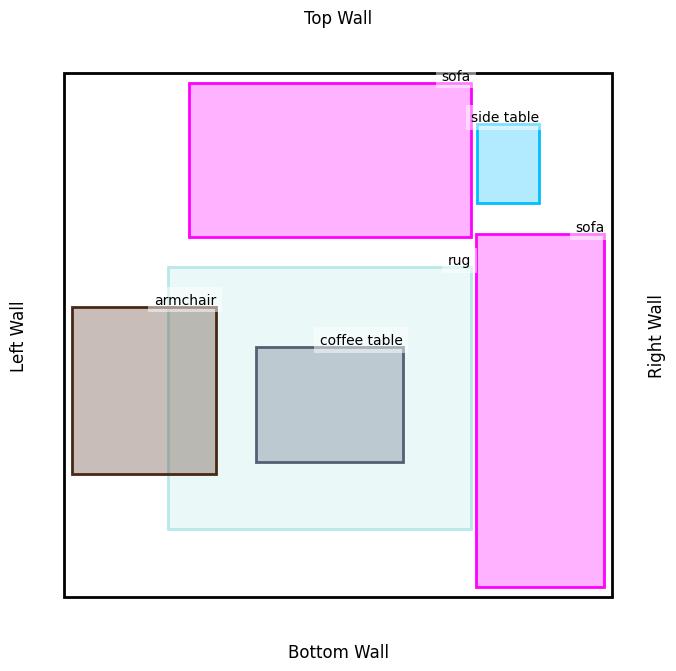 Top Wall
sofa
side table
sofa
rug
armchair
coffee table
Left Wall
Right Wall
Bottom Wall